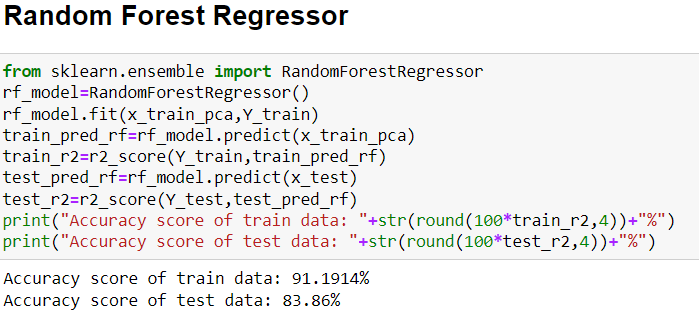 Random Forest Regressor
from sklearn.ensemble import RandomForestRegressor
rf_model=RandomForestRegressor()
rf_model.fit(x_train_pca,Y_train)
train_pred_rf=rf_model.predict(x_train_pca)
train_r2=r2_score(Y_train,train_pred_rf)
test_pred_rf=rf_model.predict(x_test)
test_r2=r2_score(Y_test,test_pred_rf)
print("Accuracy score of train data: "+str(round(100*train_r2,4))+"%")
print("Accuracy score of test data: "+str(round(100*test_r2,4))+"%")
Accuracy score of train data: 91.1914%
Accuracy score of test data: 83.86%